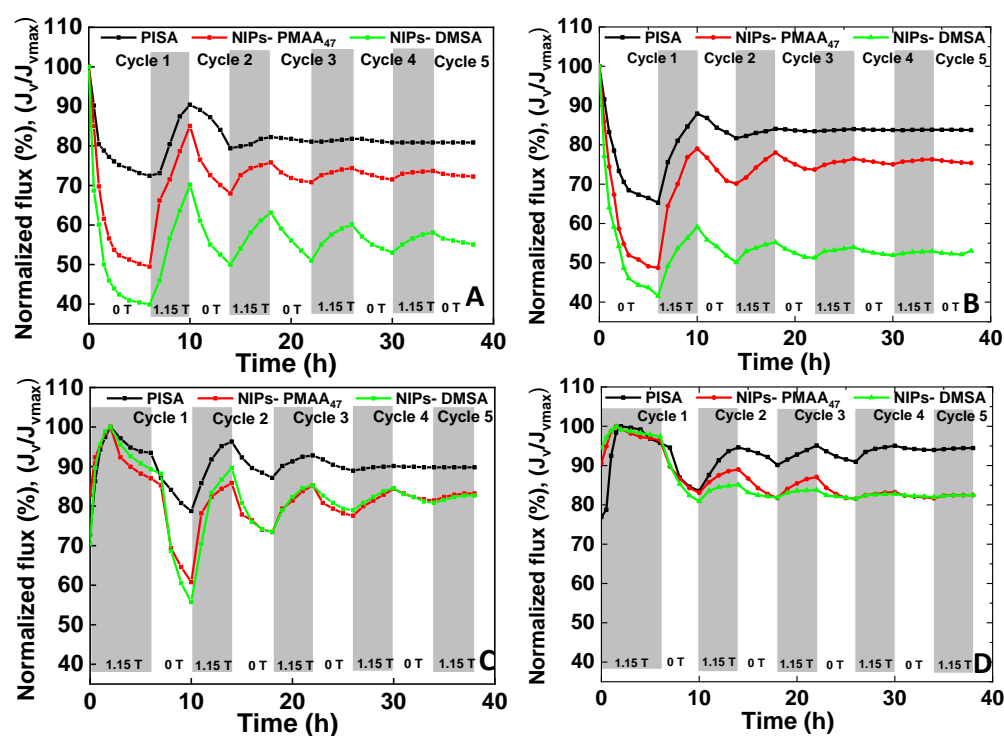 110
PISA
NIPs- PMAA47
NIPs- DMSA
Cycle 1
Cycle 2
Cycle 3
Cycle 4
Cycle 5
100
90
80
70
60
50
40
Normalized flux (%), (Jv/Jvmax)
0 T
1.15 T
0 T
1.15 T
0 T
1.15 T
0 T
1.15 T
0 T
A
0
10
20
30
40
Time (h)
110
PISA
NIPs- PMAA47
NIPs- DMSA
Cycle 1
Cycle 2
Cycle 3
Cycle 4
Cycle 5
100
90
80
70
60
50
40
Normalized flux (%), (Jv/Jvmax)
0 T
1.15 T
0 T
1.15 T
0 T
1.15 T
0 T
1.15 T
0 T
B
0
10
20
30
40
Time (h)
110
PISA
NIPs- PMAA47
NIPs- DMSA
Cycle 1
Cycle 2
Cycle 3
Cycle 4
Cycle 5
100
90
80
70
60
50
40
Normalized flux (%), (Jv/Jvmax)
1.15 T
0 T
1.15 T
0 T
1.15 T
0 T
1.15 T
0 T
1.15 T
C
0
10
20
30
40
Time (h)
110
PISA
NIPs- PMAA47
NIPs- DMSA
Cycle 1
Cycle 2
Cycle 3
Cycle 4
Cycle 5
100
90
80
70
60
50
40
Normalized flux (%), (Jv/Jvmax)
1.15 T
0 T
1.15 T
0 T
1.15 T
0 T
1.15 T
0 T
1.15 T
D
0
10
20
30
40
Time (h)